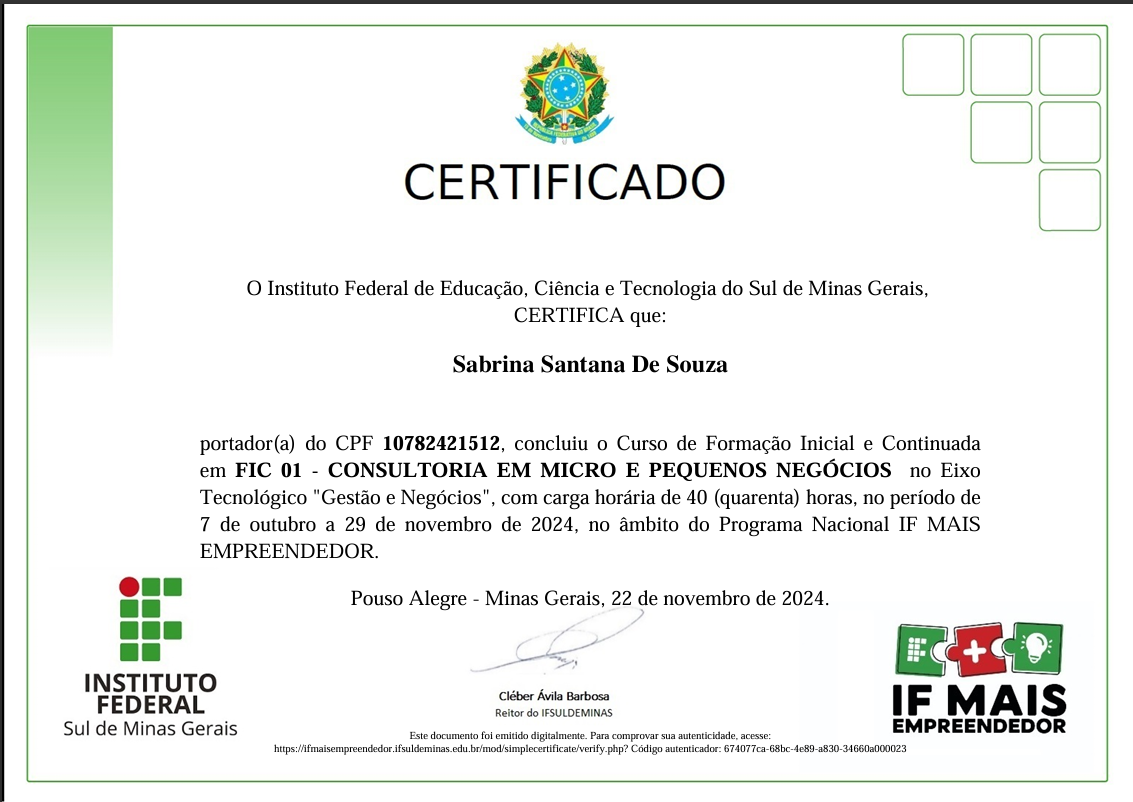 CERTIFICADO
O Instituto Federal de Educação, Ciência e Tecnologia do Sul de Minas Gerais,
CERTIFICA que:
Sabrina Santana De Souza
portador(a) do CPF 10782421512, concluiu o Curso de Formação Inicial e Continuada
em FIC 01 - CONSULTORIA EM MICRO E PEQUENOS NEGÓCIOS no Eixo
Tecnológico "Gestão e Negócios", com carga horária de 40 (quarenta) horas, no período de
7 de outubro a 29 de novembro de 2024, no âmbito do Programa Nacional IF MAIS
EMPREENDEDOR.
Pouso Alegre - Minas Gerais, 22 de novembro de 2024.
INSTITUTO
FEDERAL
Sul de Minas Gerais
Cléber Ávila Barbosa
Reitor do IFSULDEMINAS
IF MAIS
EMPREENDEDOR
Este documento foi emitido digitalmente. Para comprovar sua autenticidade, acesse:
https://ifmaisempreendedor.ifsuldeminas.edu.br/mod/simplecertificate/verify.php? Código autenticador: 674077ca-68bc-4e89-a830-34660a000023